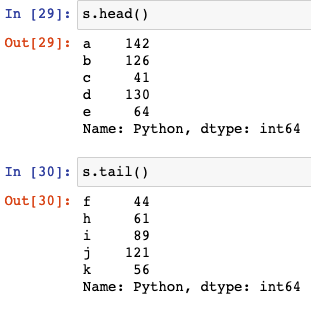 In [29]: s.head()
Out[29]: a    142
b    126
c     41
d    130
e     64
Name: Python, dtype: int64
In [30]: s.tail()
Out[30]: f     44
h     61
i     89
j    121
k     56
Name: Python, dtype: int64